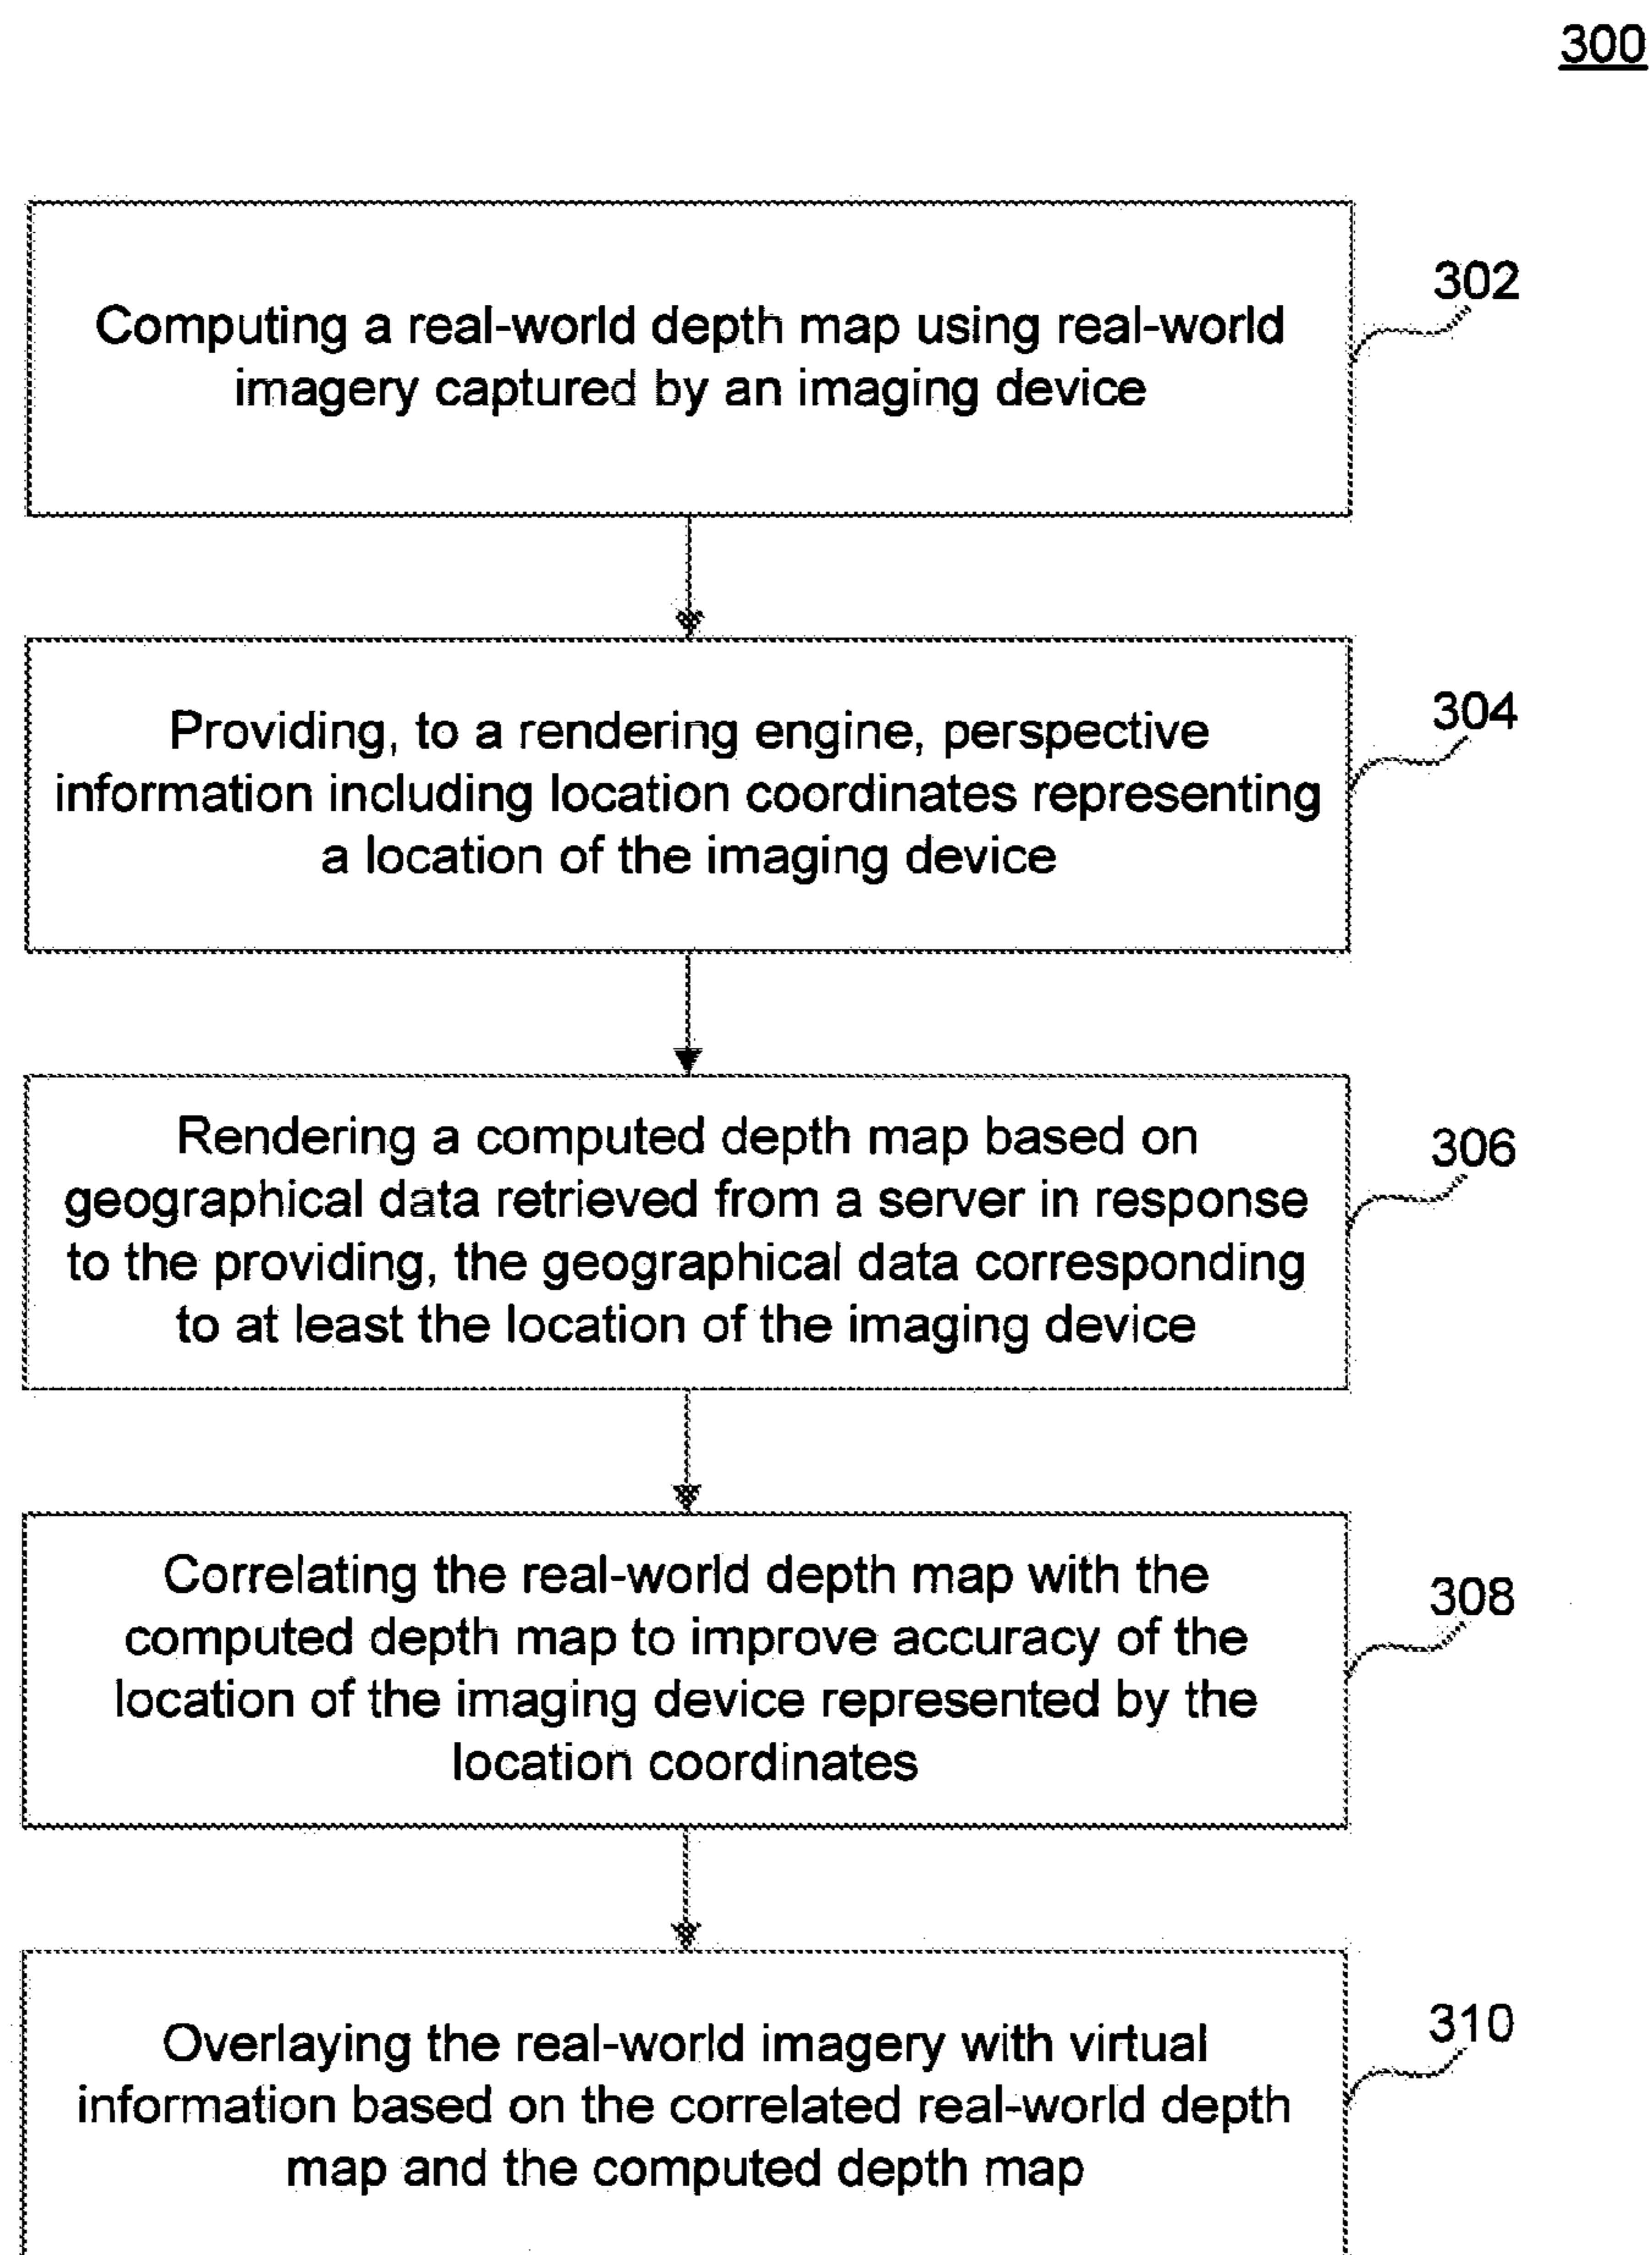 300
Computing a real-world depth map using real-world
imagery captured by an imaging device
302
Providing, to a rendering engine, perspective
information including location coordinates representing
a location of the imaging device
304
Rendering a computed depth map based on
geographical data retrieved from a server in response
to the providing, the geographical data corresponding
to at least the location of the imaging device
306
Correlating the real-world depth map with the
computed depth map to improve accuracy of the
location of the imaging device represented by the
location coordinates
308
Overlaying the real-world imagery with virtual
information based on the correlated real-world depth
map and the computed depth map
310